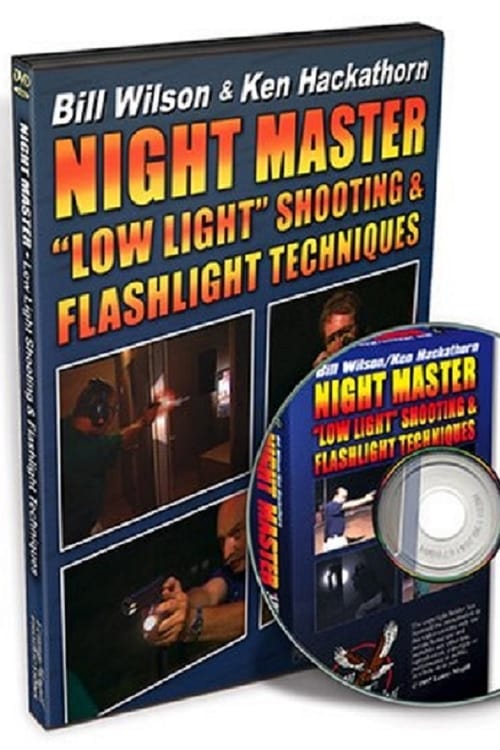 Bill Wilson & Ken Hackathorn
NIGHT MASTER
"LOW LIGHT" SHOOTING &
FLASHLIGHT TECHNIQUES
DVD
NIGHT MASTER - Low Light Shooting & Flashlight Techniques
Bill Wilson/Ken Hackathorn
NIGHT MASTER
"LOW LIGHT" SHOOTING &
FLASHLIGHT TECHNIQUES
NIGHT MASTER